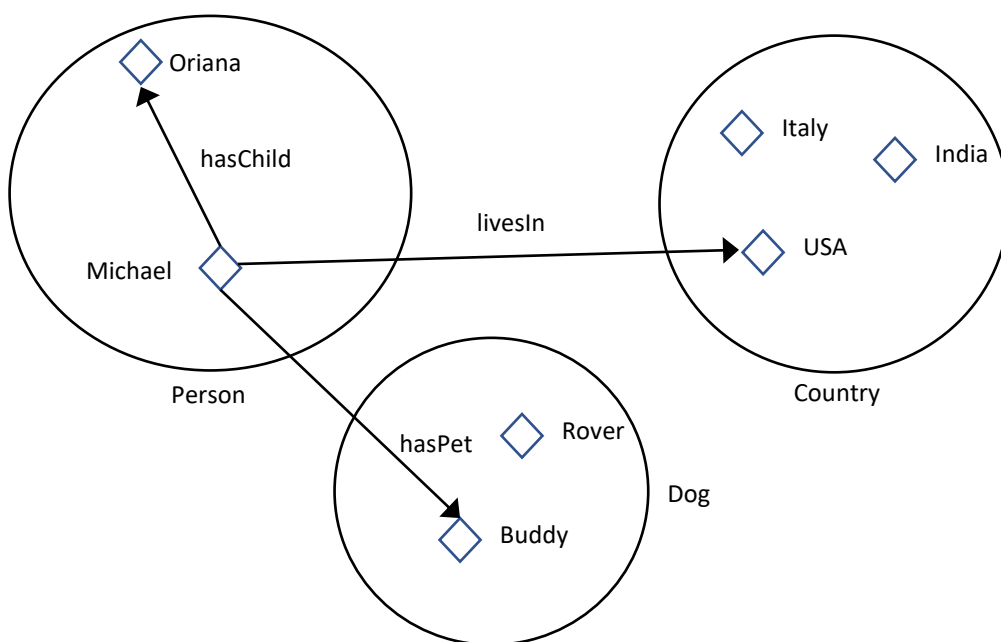 Oriana
Italy
India
hasChild
livesIn
USA
Michael
Person
Country
Rover
hasPet
Dog
Buddy